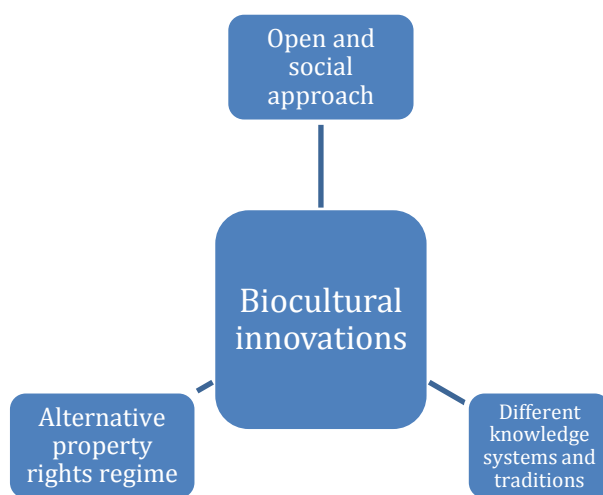 Open and
social
approach
Biocultural
innovations
Alternative
property
rights regime
Different
knowledge
systems and
traditions